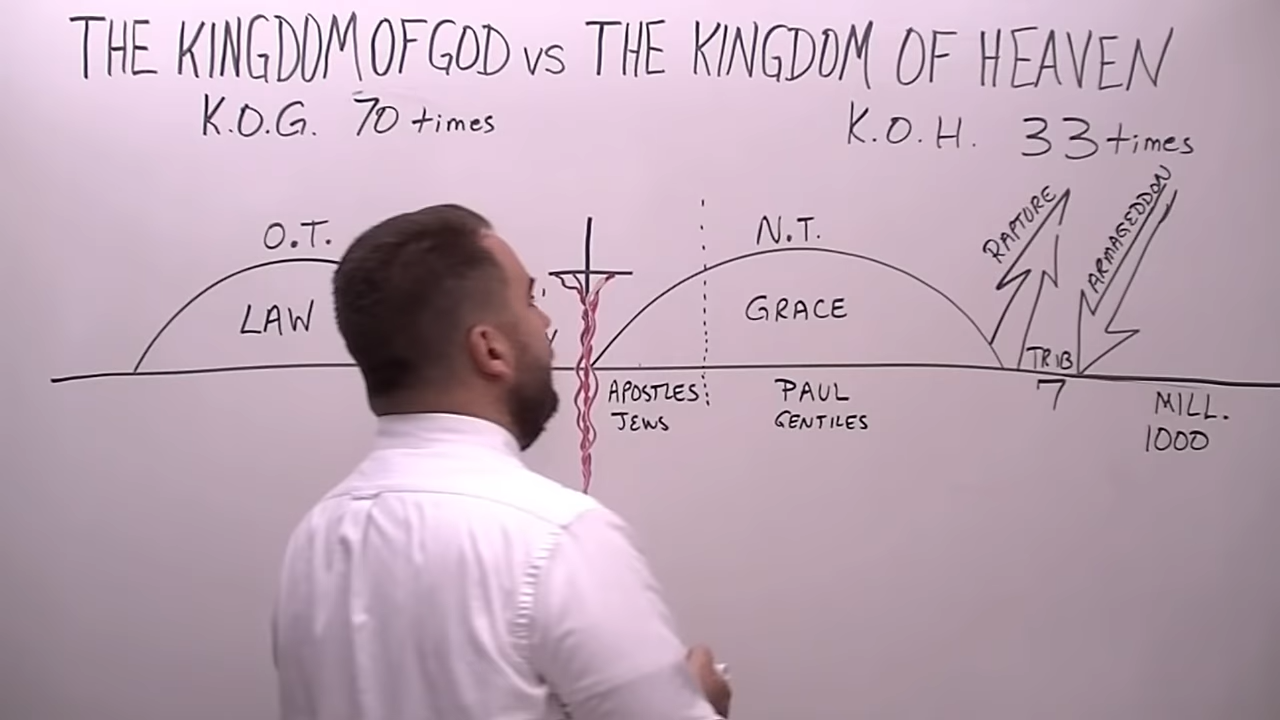 THE KINGDOM OF GOD vs THE KINGDOM OF HEAVEN
K.O.G. 70 times
K.O.H. 33 times
O.T.
N.T.
RAPTURE
ARMAGEDDON
LAW
GRACE
TRIB
7
APOSTLES
JEWS
PAUL
GENTILES
MILL.
1000